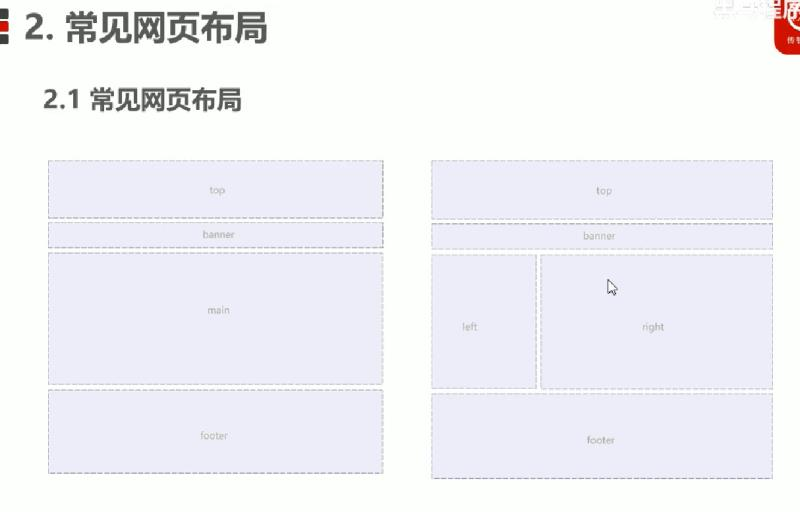 2. 常见网页布局
2.1 常见网页布局
top
banner
main
footer
top
banner
left
right
footer